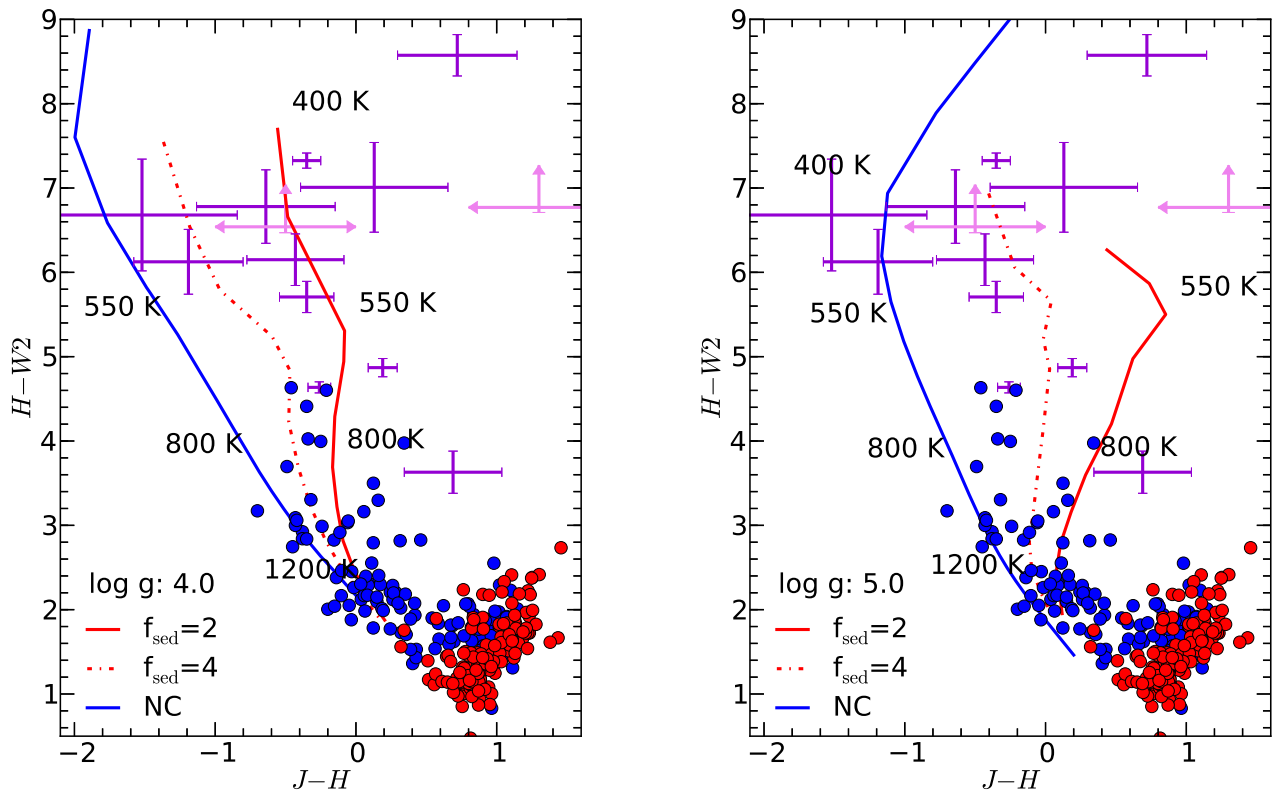 9
8
7
6
5
4
3
2
1
H−W2
400 K
550 K
550 K
800 K
800 K
1200 K
log g: 4.0
f_sed=2
f_sed=4
NC
−2
−1
0
1
J−H
9
8
7
6
5
4
3
2
1
H−W2
400 K
550 K
550 K
800 K
800 K
1200 K
log g: 5.0
f_sed=2
f_sed=4
NC
−2
−1
0
1
J−H